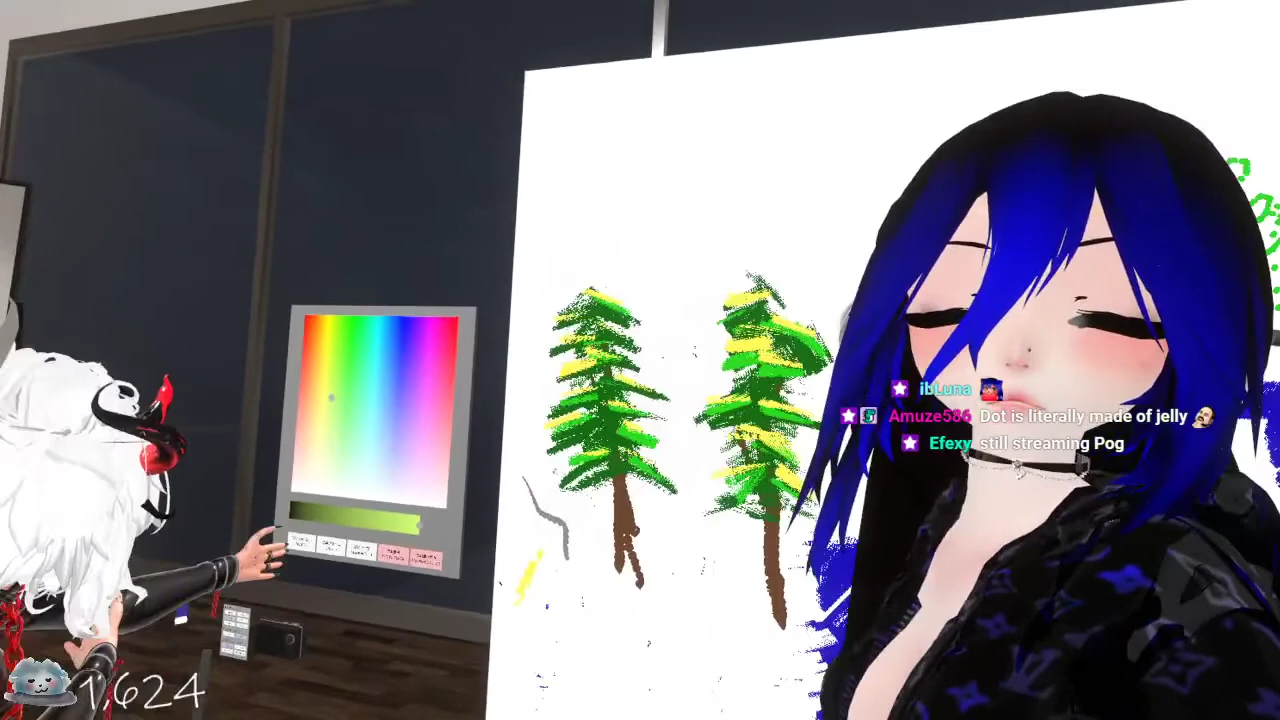 ibLuna
Amuze586 Dot is literally made of jelly
Efexy still streaming Pog
1,624